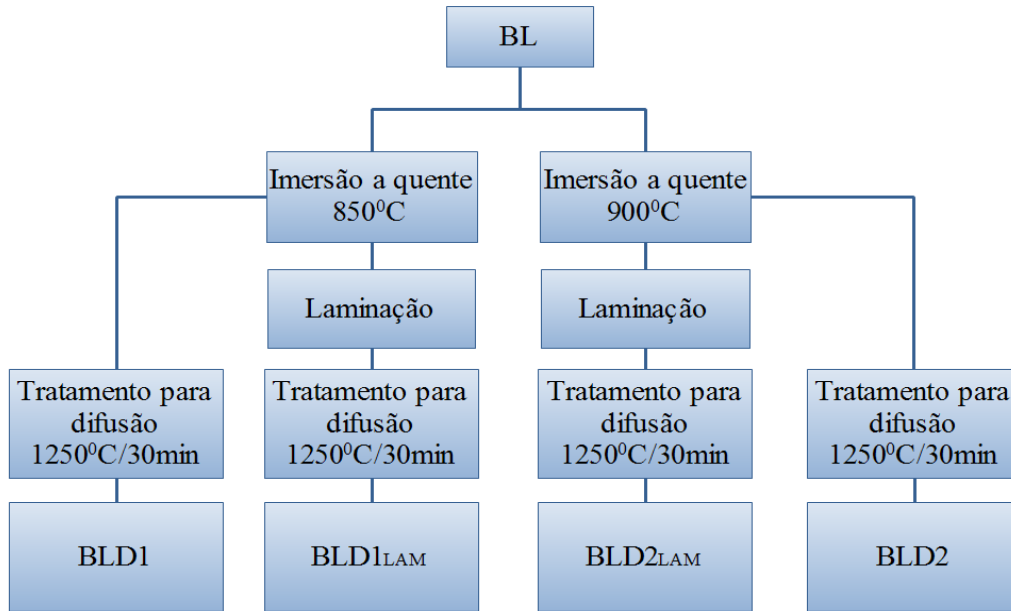 BL
Imersão a quente
850⁰C
Imersão a quente
900⁰C
Laminação
Laminação
Tratamento para
difusão
1250⁰C/30min
Tratamento para
difusão
1250⁰C/30min
Tratamento para
difusão
1250⁰C/30min
Tratamento para
difusão
1250⁰C/30min
BLD1
BLD1LAM
BLD2LAM
BLD2